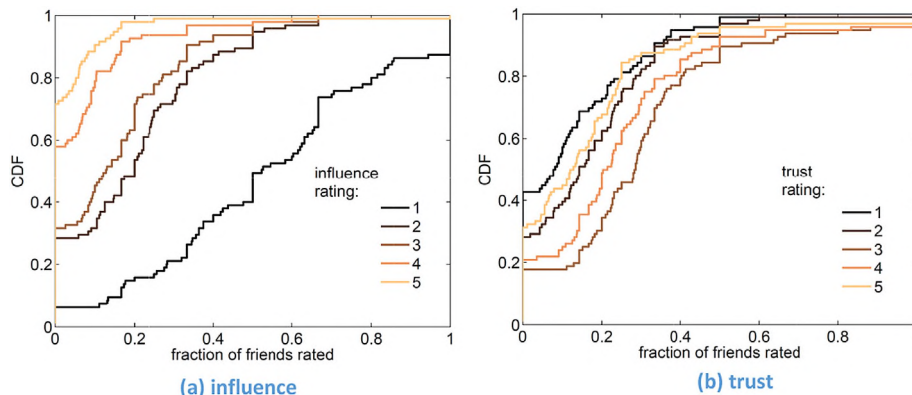 1
0.8
0.6
0.4
0.2
0
CDF
influence
rating:
1
2
3
4
5
0 0.2 0.4 0.6 0.8 1
fraction of friends rated
(a) influence
1
0.8
0.6
0.4
0.2
0
CDF
trust
rating:
1
2
3
4
5
0 0.2 0.4 0.6 0.8
fraction of friends rated
(b) trust